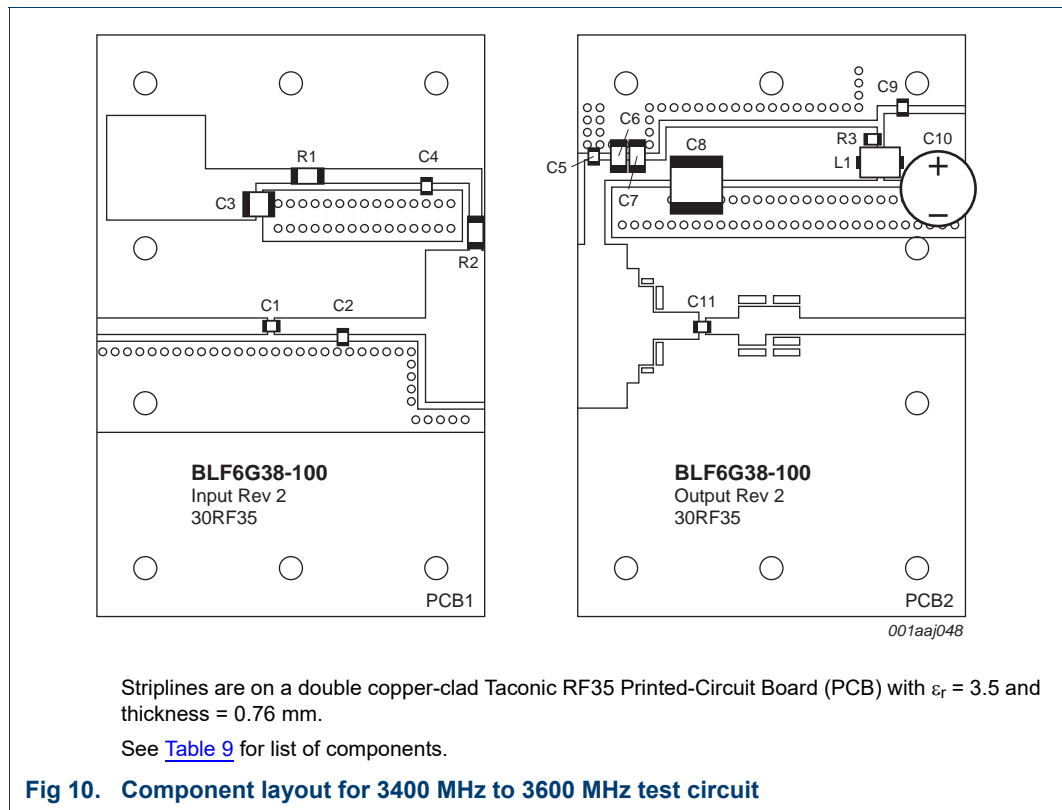 R1
C4
C3
R2
C1
C2
BLF6G38-100
Input Rev 2
30RF35
PCB1
C9
C6
C8
R3
C10
C5
L1
+
C7
−
C11
BLF6G38-100
Output Rev 2
30RF35
PCB2
001aaj048
Striplines are on a double copper-clad Taconic RF35 Printed-Circuit Board (PCB) with εr = 3.5 and
thickness = 0.76 mm.
See Table 9 for list of components.
Fig 10. Component layout for 3400 MHz to 3600 MHz test circuit